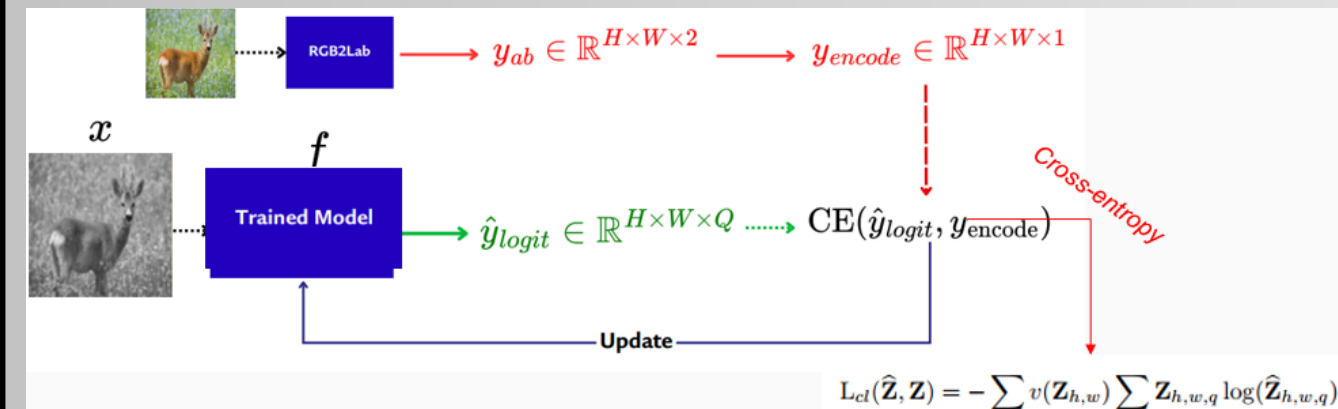 RGB2Lab
y_{ab} ∈ ℝ^{H×W×2}
y_{encode} ∈ ℝ^{H×W×1}
x
f
Cross-entropy
Trained Model
ŷ_{logit} ∈ ℝ^{H×W×Q}
CE(ŷ_{logit}, y_{encode})
Update
L_{cl}(Ẑ, Z) = −∑ v(Z_{h,w}) ∑ Z_{h,w,q} log(Ẑ_{h,w,q})